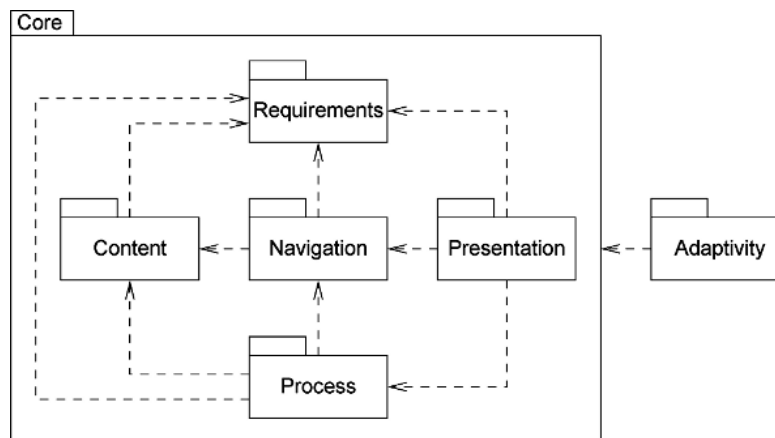 Core
Requirements
Content
Navigation
Presentation
Adaptivity
Process